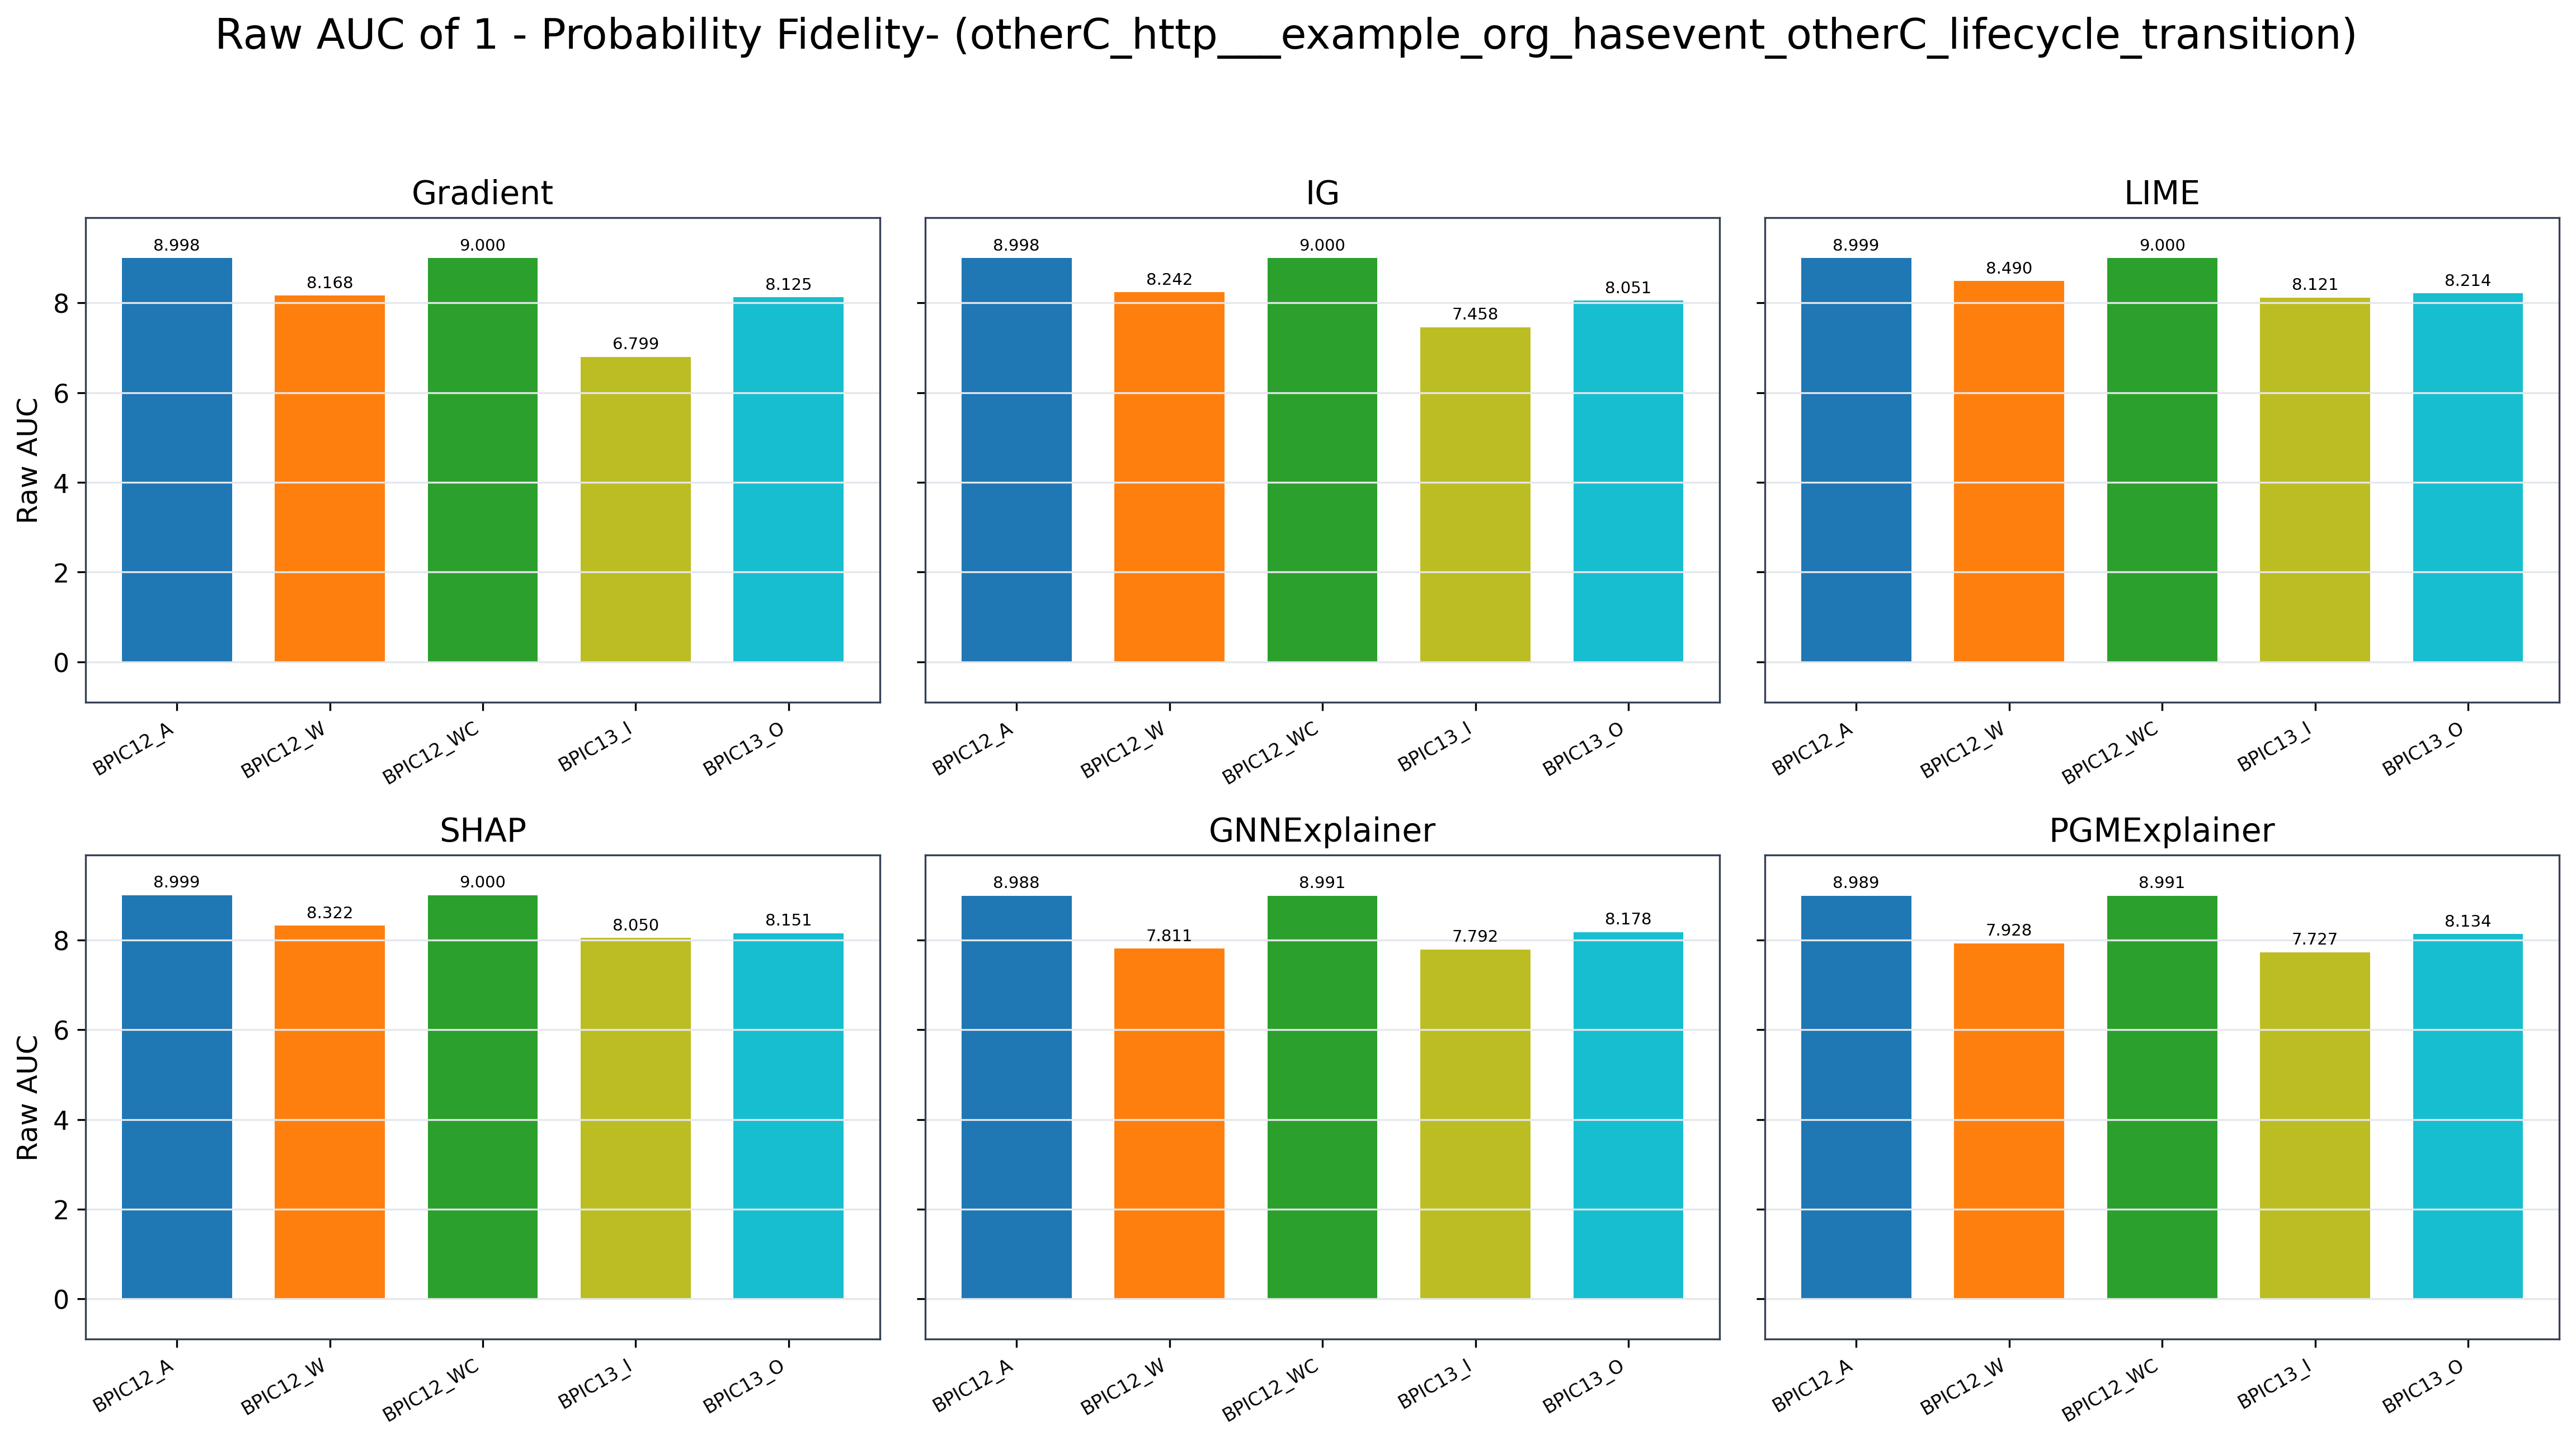 Raw AUC of 1 - Probability Fidelity- (otherC_http___example_org_hasevent_otherC_lifecycle_transition)
Gradient
IG
LIME
8.998
8.168
9.000
6.799
8.125
8.998
8.242
9.000
7.458
8.051
8.999
8.490
9.000
8.121
8.214
Raw AUC
8
6
4
2
0
BPIC12_A
BPIC12_W
BPIC12_WC
BPIC13_I
BPIC13_O
BPIC12_A
BPIC12_W
BPIC12_WC
BPIC13_I
BPIC13_O
BPIC12_A
BPIC12_W
BPIC12_WC
BPIC13_I
BPIC13_O
SHAP
GNNExplainer
PGMExplainer
8.999
8.322
9.000
8.050
8.151
8.988
7.811
8.991
7.792
8.178
8.989
7.928
8.991
7.727
8.134
Raw AUC
8
6
4
2
0
BPIC12_A
BPIC12_W
BPIC12_WC
BPIC13_I
BPIC13_O
BPIC12_A
BPIC12_W
BPIC12_WC
BPIC13_I
BPIC13_O
BPIC12_A
BPIC12_W
BPIC12_WC
BPIC13_I
BPIC13_O